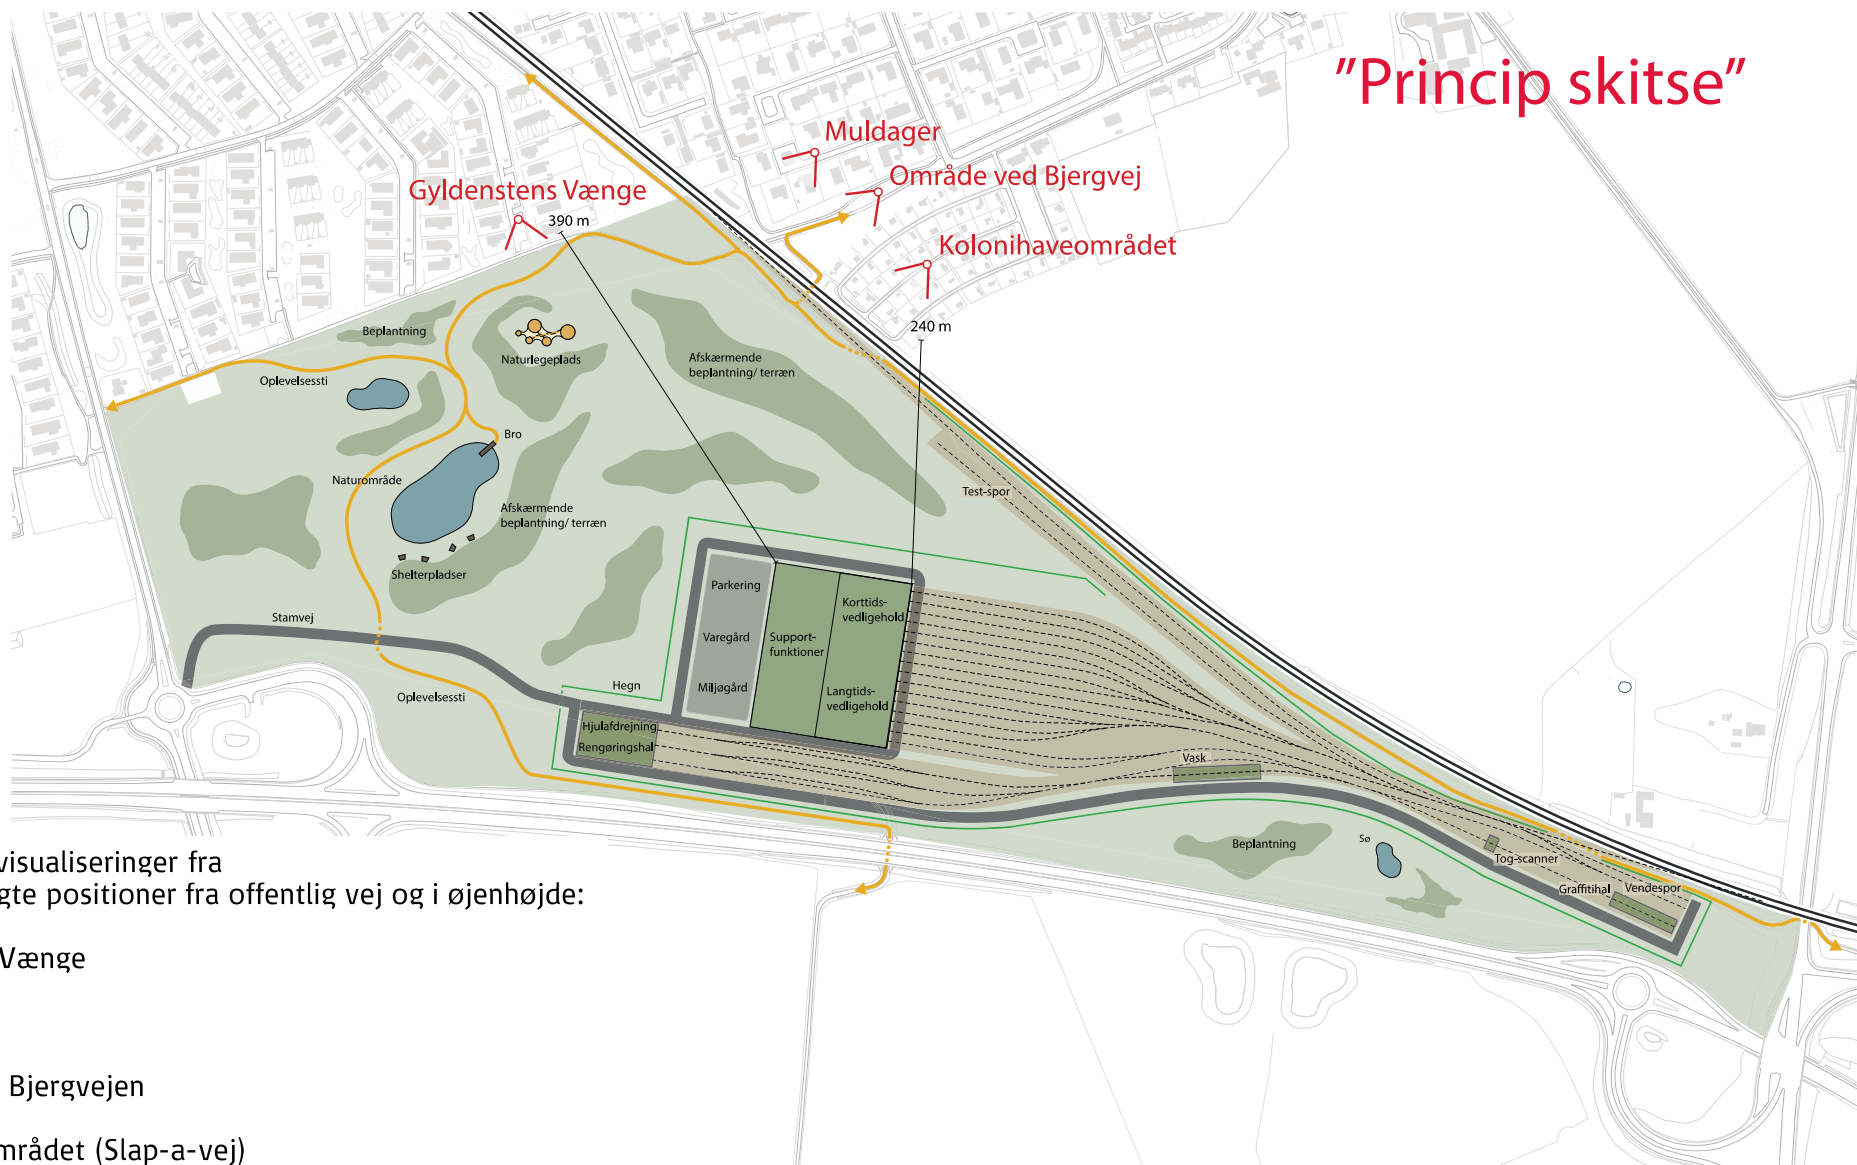 "Princip skitse"
Muldager
Område ved Bjergvej
Gyldenstens Vænge
390 m
Kolonihaveområdet
240 m
Beplantning
Naturlegeplads
Afskærmende
beplantning/ terræn
Oplevelsessti
Bro
Naturområde
Test-spor
Afskærmende
beplantning/ terræn
Shelterpladser
Parkering
Korttids-
vedligehold
Stamvej
Varegård
Support-
funktioner
Hegn
Miljøgård
Langtids-
vedligehold
Oplevelsessti
Hjulafdrejning
Rengøringshal
Vask
Beplantning
Sø
Tog-scanner
Graffitihal
Vendespor
visualiseringer fra
gte positioner fra offentlig vej og i øjenhøjde:
Vænge
Bjergvejen
mrådet (Slap-a-vej)